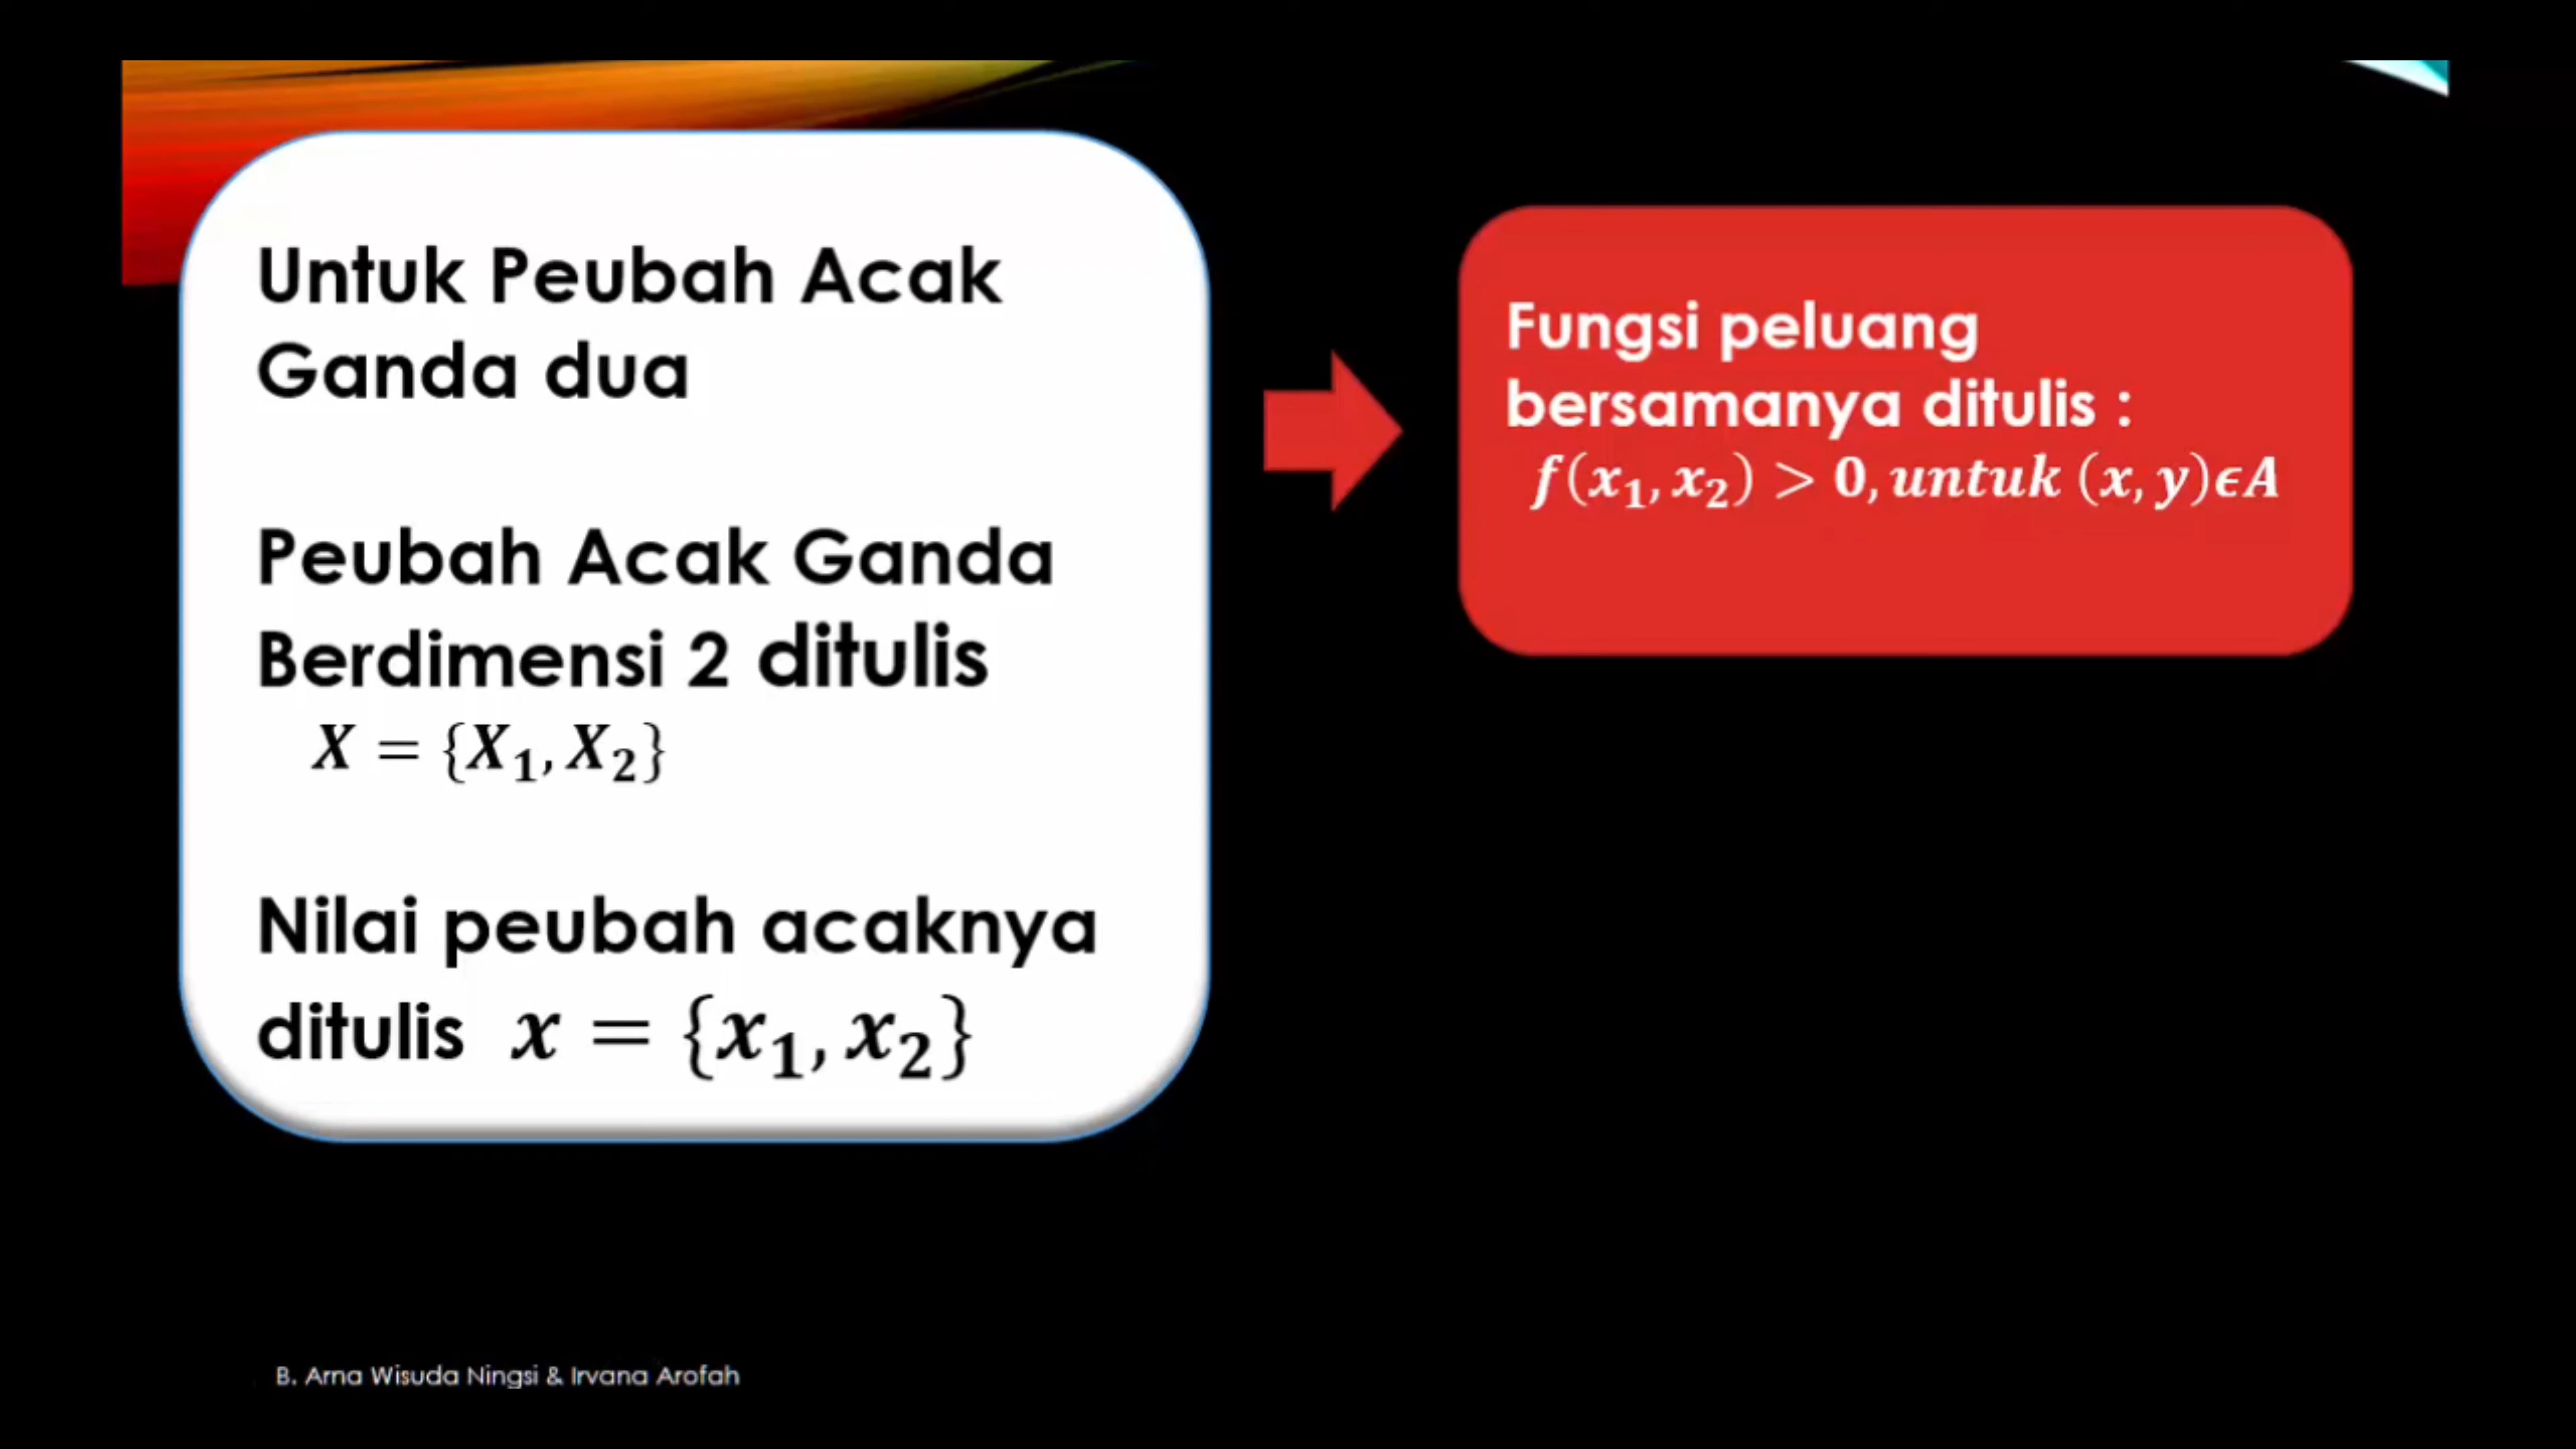 Untuk Peubah Acak
Ganda dua
Peubah Acak Ganda
Berdimensi 2 ditulis
X = {X₁, X₂}
Nilai peubah acaknya
ditulis x = {x₁, x₂}
Fungsi peluang
bersamanya ditulis :
f(x₁, x₂) > 0, untuk (x, y)ϵA
B. Arna Wisuda Ningsi & Irvana Arofah